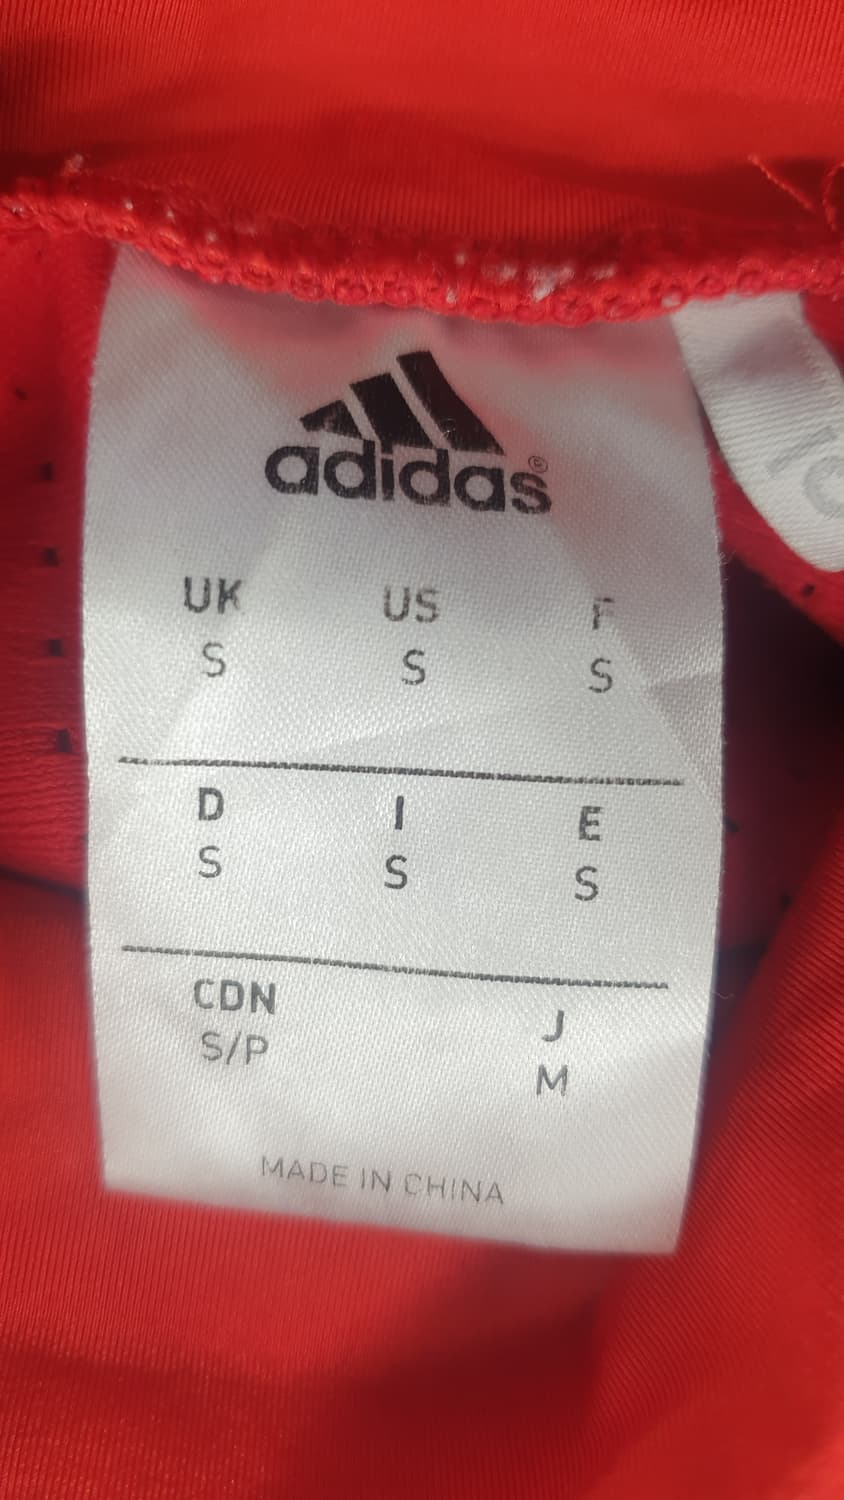 adidas®
UK US F
S S S
D I E
S S S
CDN J
S/P M
MADE IN CHINA